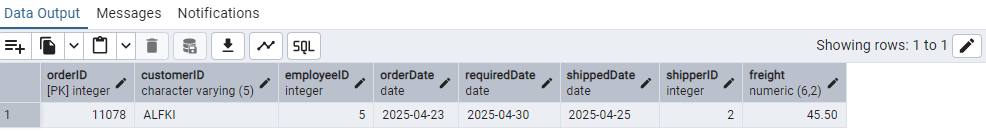 Data Output Messages Notifications
SQL Showing rows: 1 to 1
orderID customerID employeeID orderDate requiredDate shippedDate shipperID freight
[PK] integer character varying (5) integer date date date integer numeric (6,2)
1 11078 ALFKI 5 2025-04-23 2025-04-30 2025-04-25 2 45.50